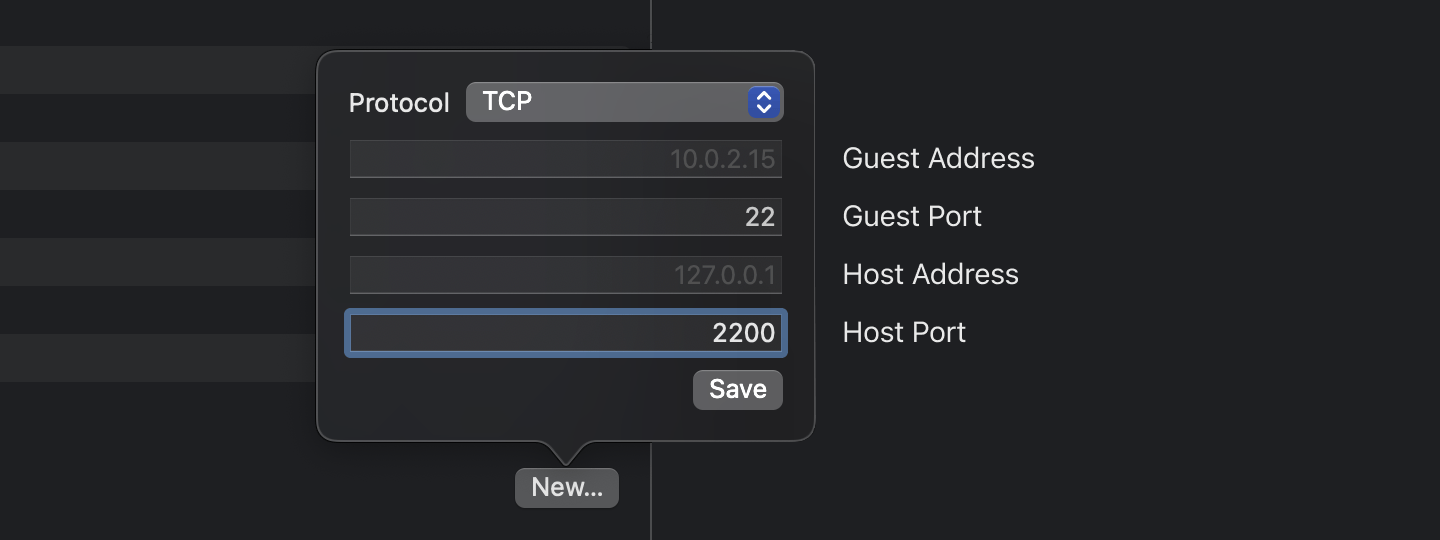 Protocol TCP
10.0.2.15 Guest Address
22 Guest Port
127.0.0.1 Host Address
2200 Host Port
Save
New...